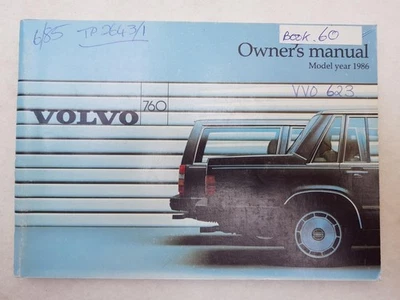 6/85 TP 2643/1
Book. 60
Owner's manual
Model year 1986
VVO 623
VOLVO 760